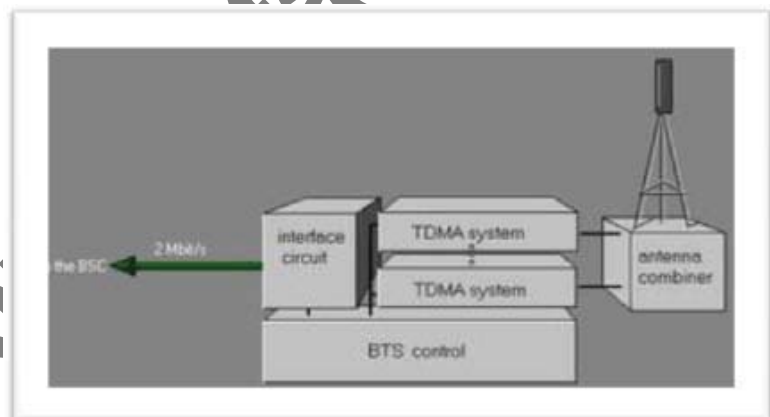 2 Mbit/s
the BSC
interface
circuit
TDMA system
TDMA system
antenna
combiner
BTS control